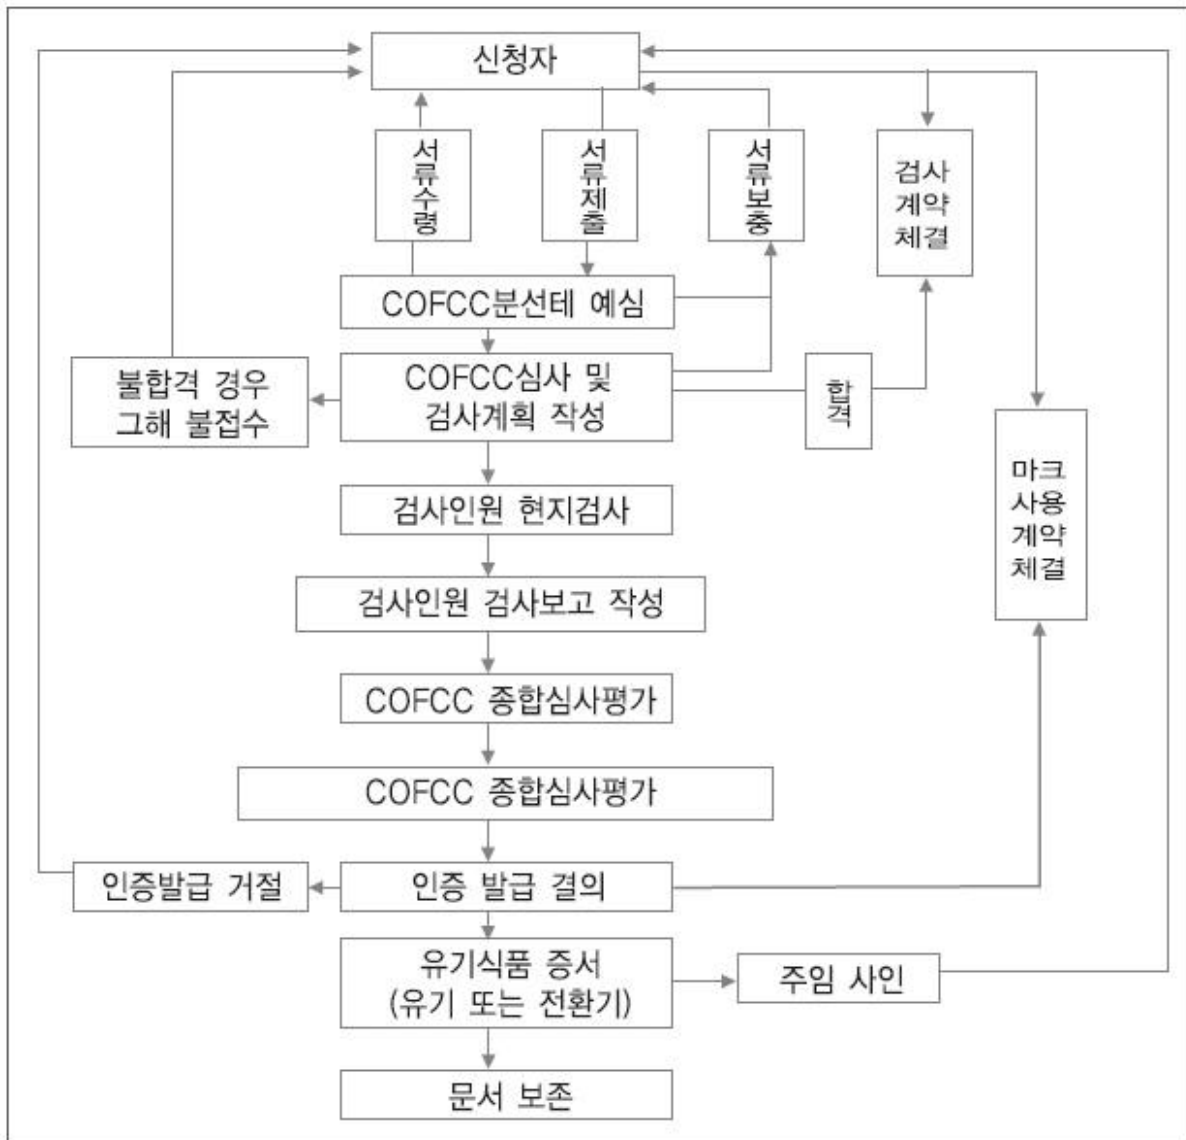 신청자
서류수령
서류제출
서류보충
검사
계약
체결
COFCC분선테 예심
불합격 경우
그해 불접수
COFCC심사 및
검사계획 작성
합격
마크
사용
계약
체결
검사인원 현지검사
검사인원 검사보고 작성
COFCC 종합심사평가
COFCC 종합심사평가
인증발급 거절
인증 발급 결의
유기식품 증서
(유기 또는 전환기)
주임 사인
문서 보존